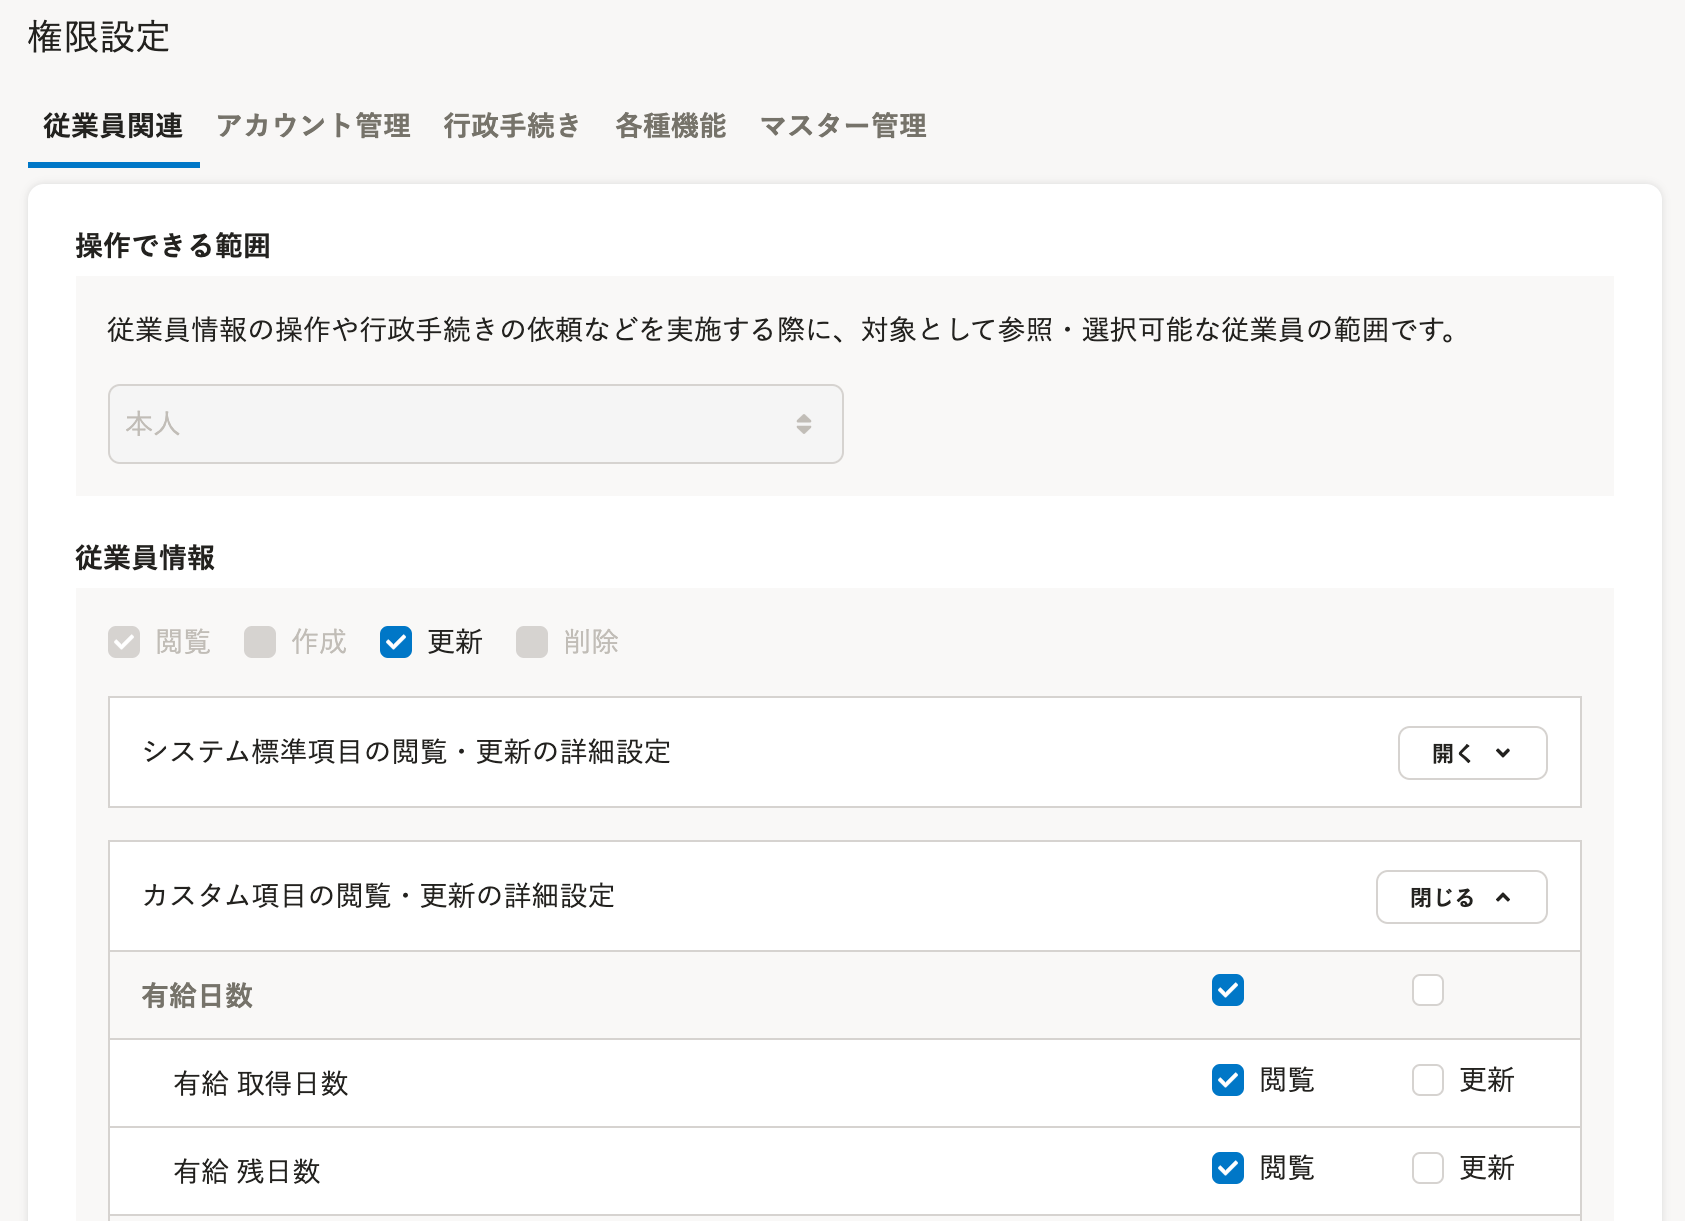 権限設定
従業員関連 アカウント管理 行政手続き 各種機能 マスター管理
操作できる範囲
従業員情報の操作や行政手続きの依頼などを実施する際に、対象として参照・選択可能な従業員の範囲です。
本人
従業員情報
閲覧 作成 更新 削除
システム標準項目の閲覧・更新の詳細設定 開く
カスタム項目の閲覧・更新の詳細設定 閉じる
有給日数
有給 取得日数 閲覧 更新
有給 残日数 閲覧 更新